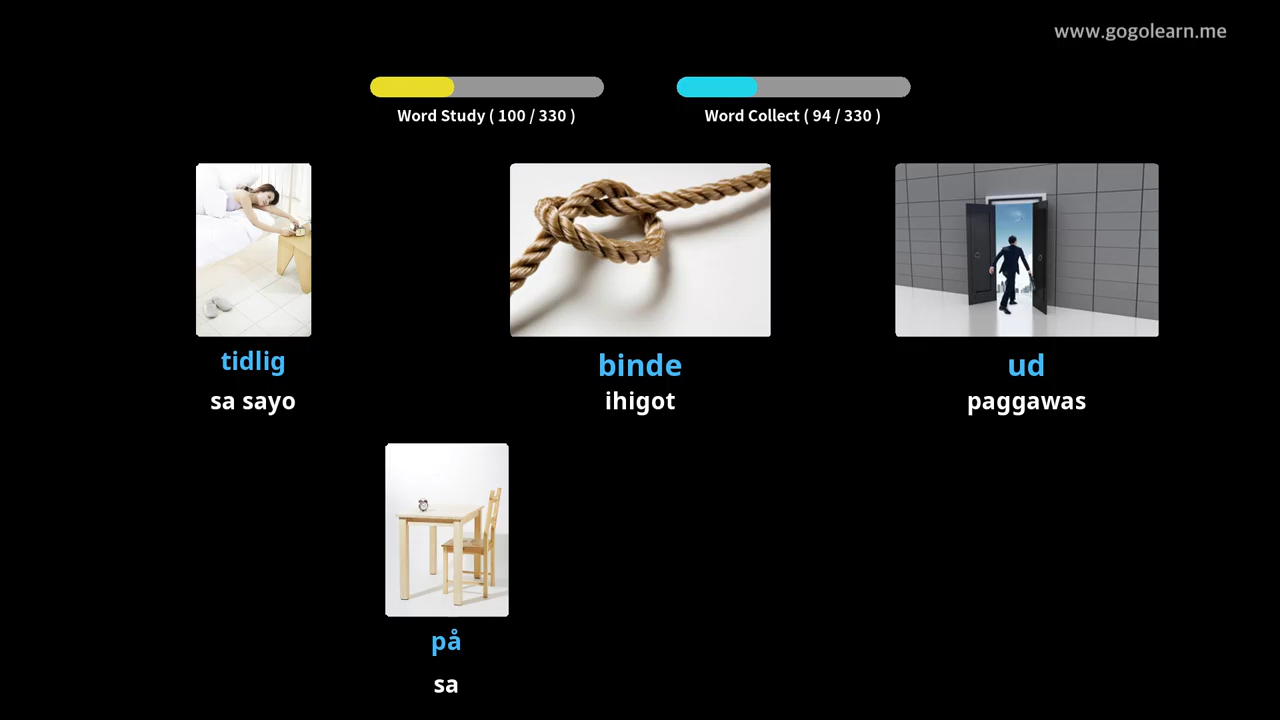 www.gogolearn.me
Word Study ( 100 / 330 )
Word Collect ( 94 / 330 )
tidlig
sa sayo
binde
ihigot
ud
paggawas
på
sa